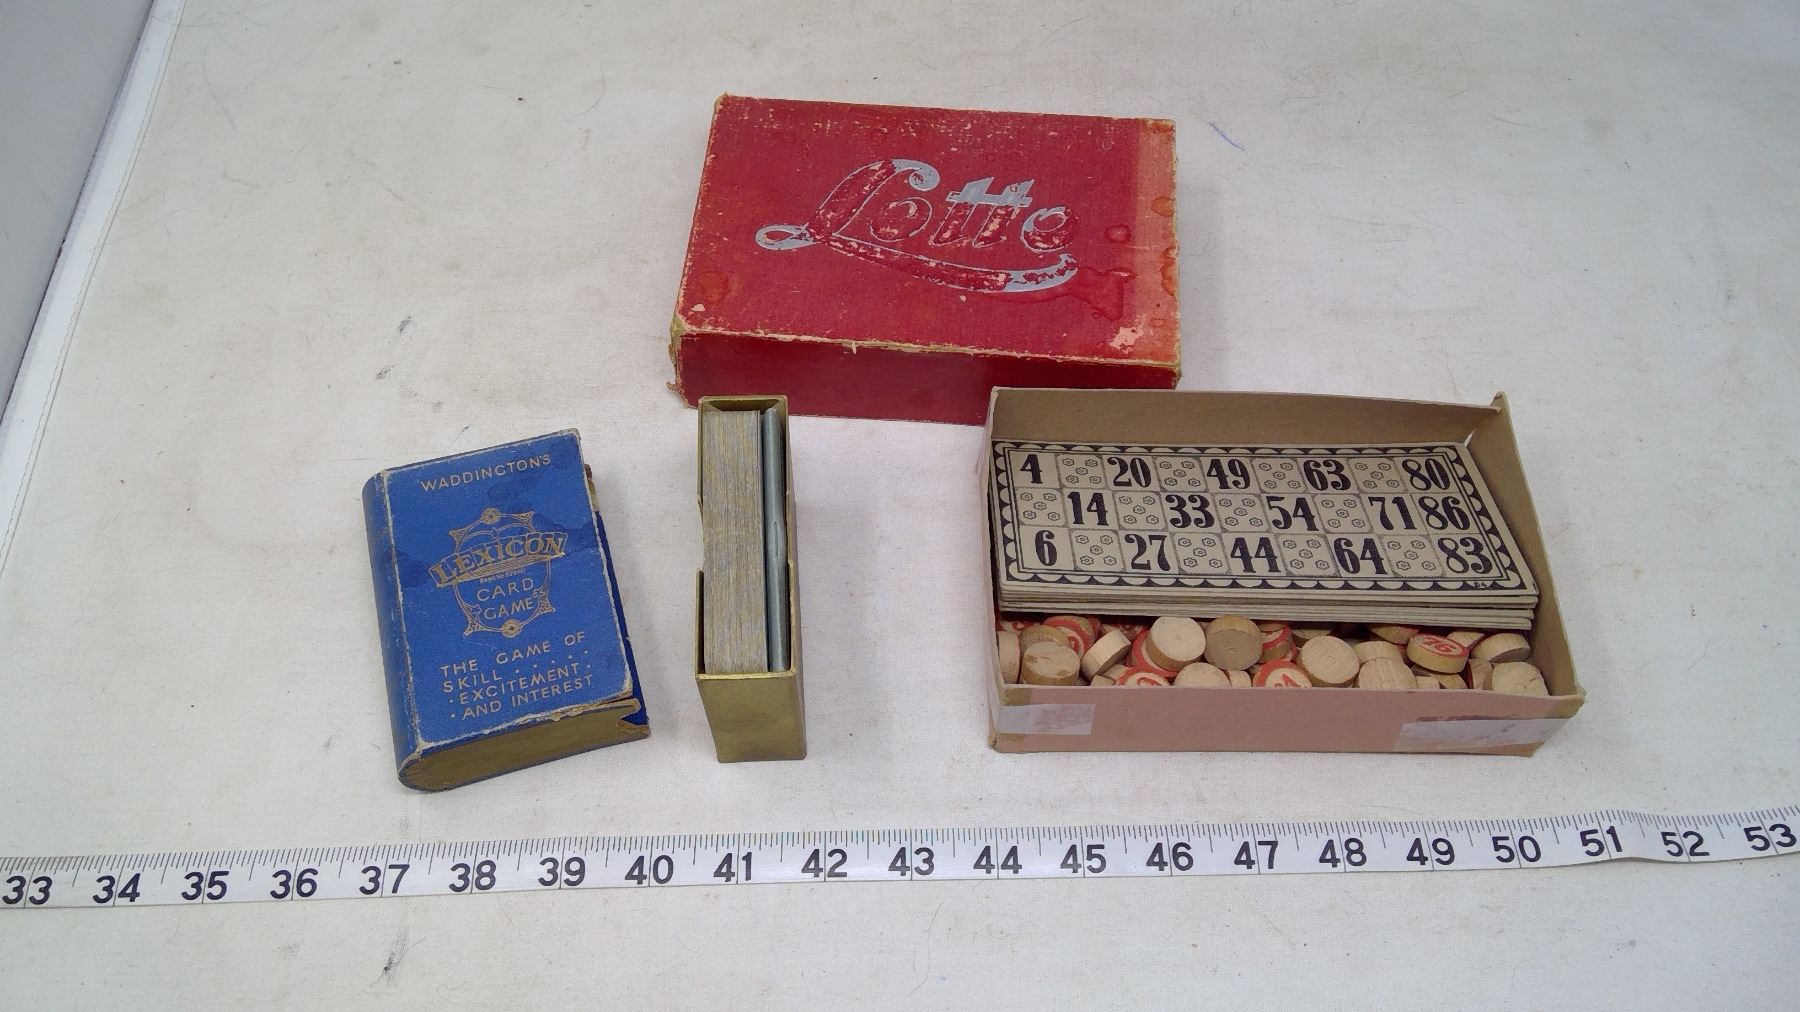 Lotte
WADDINGTON'S
LEXICON
CARD
GAME
THE GAME OF
SKILL . . . . .
· EXCITEMENT ·
· AND INTEREST
4 20 49 63 80
14 33 54 71 86
6 27 44 64 83
33 34 35 36 37 38 39 40 41 42 43 44 45 46 47 48 49 50 51 52 53